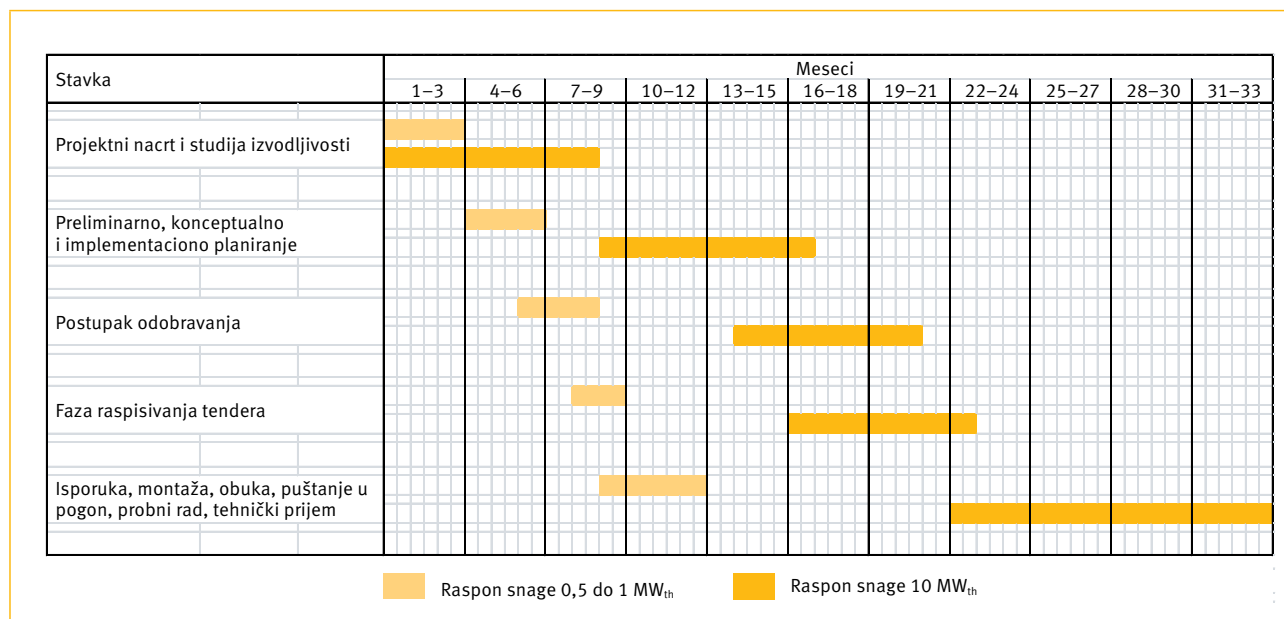 Stavka
Meseci
1–3 4–6 7–9 10–12 13–15 16–18 19–21 22–24 25–27 28–30 31–33
Projektni nacrt i studija izvodljivosti
Preliminarno, konceptualno
i implementaciono planiranje
Postupak odobravanja
Faza raspisivanja tendera
Isporuka, montaža, obuka, puštanje u
pogon, probni rad, tehnički prijem
Raspon snage 0,5 do 1 MWth
Raspon snage 10 MWth